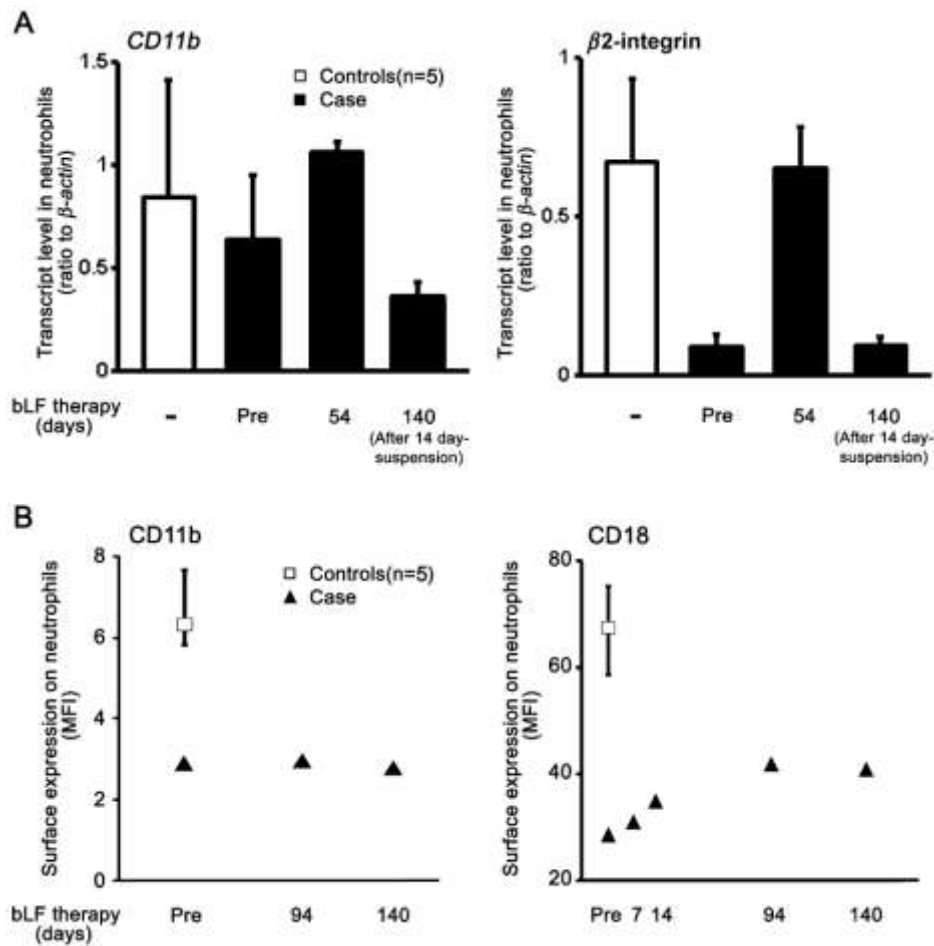 A
CD11b
Transcript level in neutrophils
(ratio to β-actin)
1.5
1
0.5
0
Controls(n=5)
Case
bLF therapy
(days)
-
Pre
54
140
(After 14 day-
suspension)
β2-integrin
Transcript level in neutrophils
(ratio to β-actin)
1
0.5
0
-
Pre
54
140
(After 14 day-
suspension)
B
CD11b
Surface expression on neutrophils
(MFI)
8
6
4
2
0
Controls(n=5)
Case
bLF therapy
(days)
Pre
94
140
CD18
Surface expression on neutrophils
(MFI)
80
60
40
20
Pre 7 14
94
140